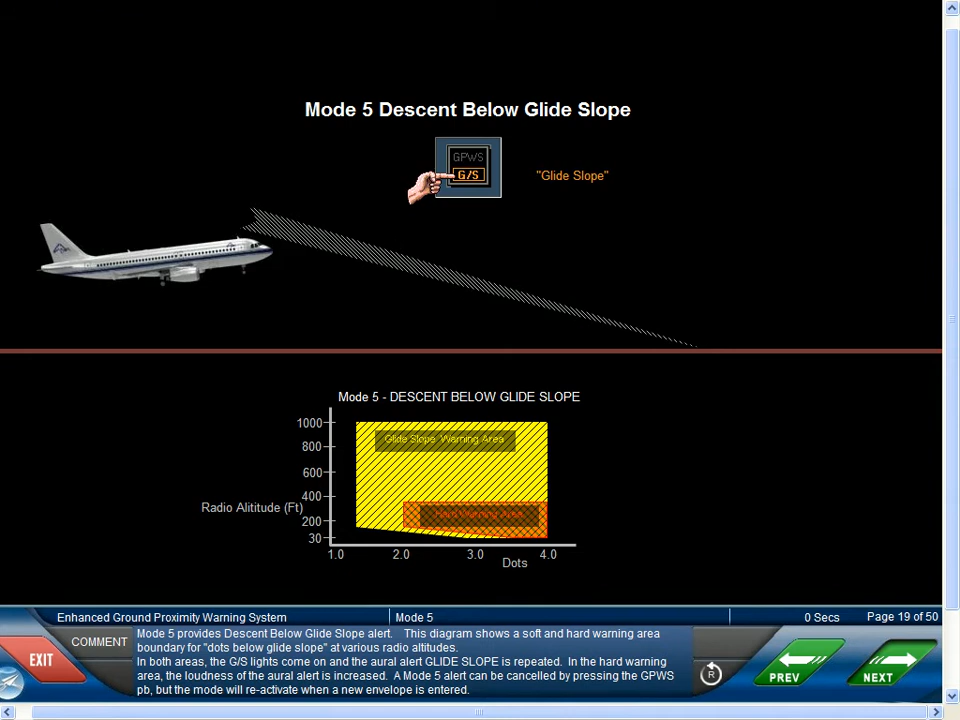 Mode 5 Descent Below Glide Slope
GPWS
G/S
"Glide Slope"
Mode 5 - DESCENT BELOW GLIDE SLOPE
1000
800
600
400
200
30
Radio Alititude (Ft)
Glide Slope Warning Area
Hard Warning Area
1.0 2.0 3.0 4.0
Dots
Enhanced Ground Proximity Warning System
Mode 5
0 Secs
Page 19 of 50
EXIT
COMMENT
Mode 5 provides Descent Below Glide Slope alert. This diagram shows a soft and hard warning area
boundary for "dots below glide slope" at various radio altitudes.
In both areas, the G/S lights come on and the aural alert GLIDE SLOPE is repeated. In the hard warning
area, the loudness of the aural alert is increased. A Mode 5 alert can be cancelled by pressing the GPWS
pb, but the mode will re-activate when a new envelope is entered.
R
PREV
NEXT